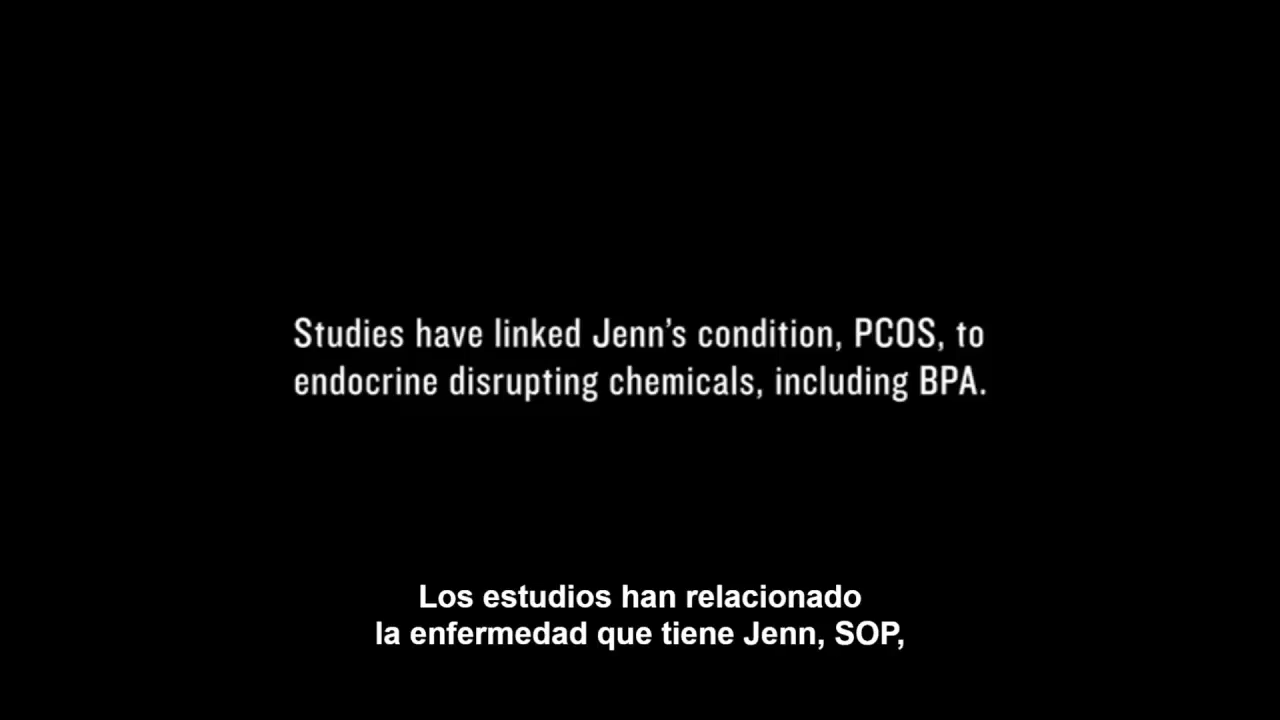 Studies have linked Jenn's condition, PCOS, to
endocrine disrupting chemicals, including BPA.
Los estudios han relacionado
la enfermedad que tiene Jenn, SOP,